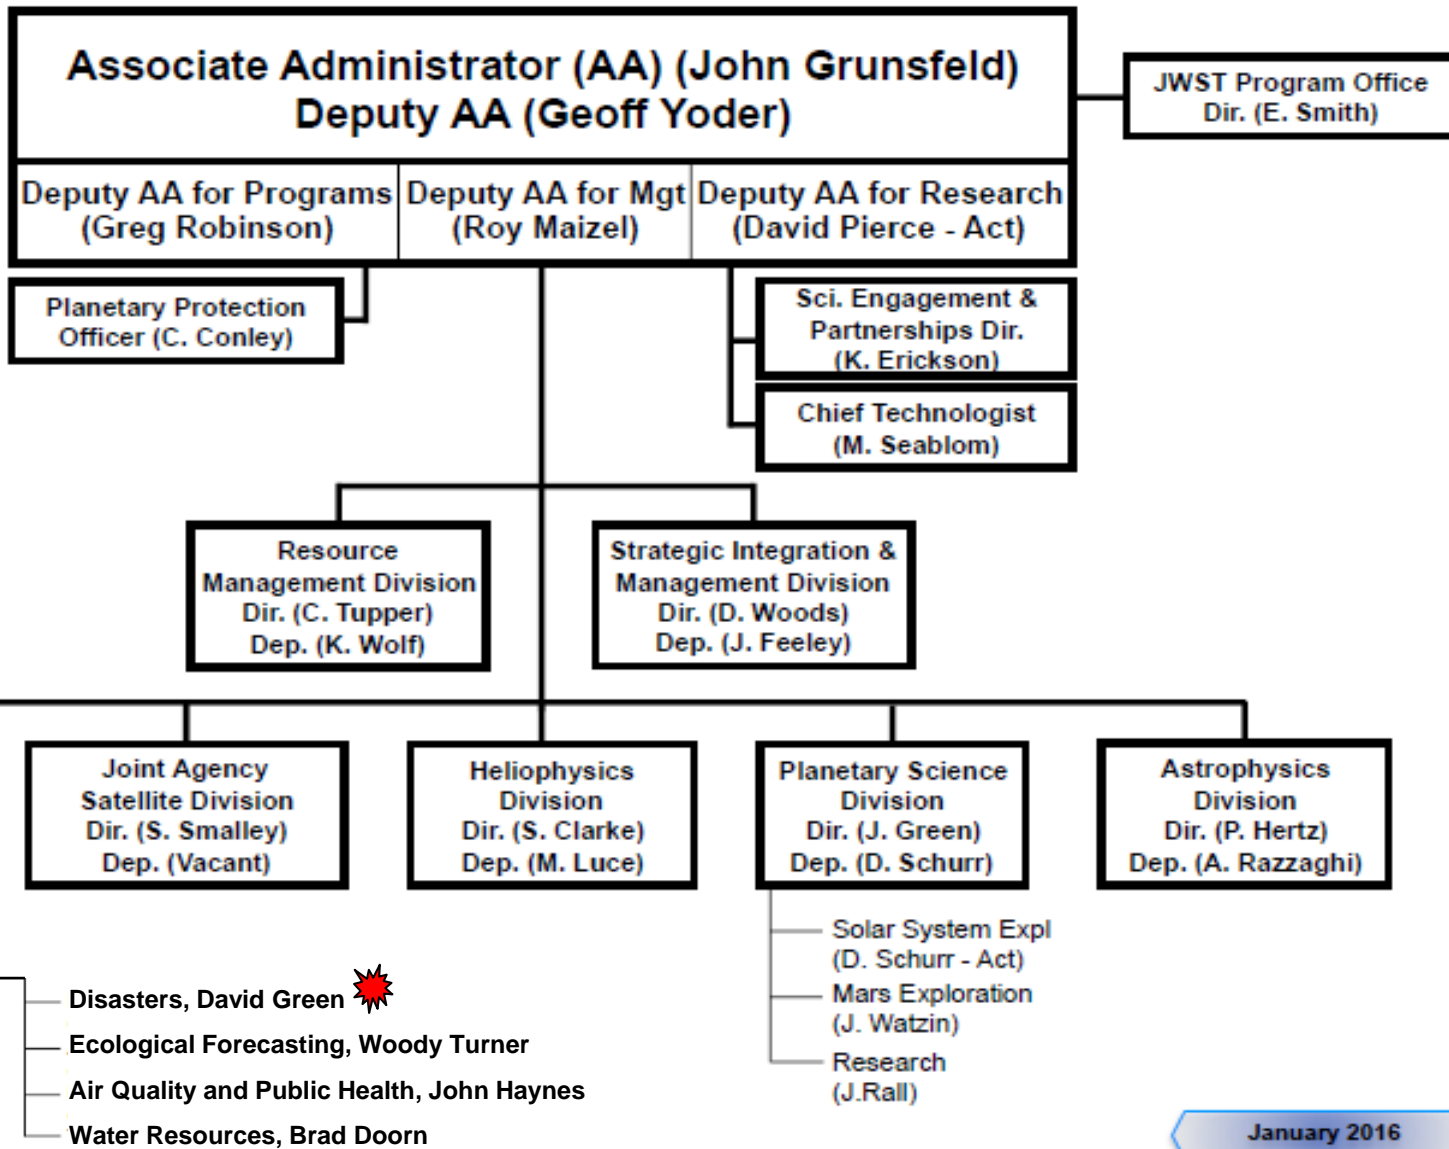 Associate Administrator (AA) (John Grunsfeld)
Deputy AA (Geoff Yoder)
JWST Program Office
Dir. (E. Smith)
Deputy AA for Programs
(Greg Robinson)
Deputy AA for Mgt
(Roy Maizel)
Deputy AA for Research
(David Pierce - Act)
Planetary Protection
Officer (C. Conley)
Sci. Engagement &
Partnerships Dir.
(K. Erickson)
Chief Technologist
(M. Seablom)
Resource
Management Division
Dir. (C. Tupper)
Dep. (K. Wolf)
Strategic Integration &
Management Division
Dir. (D. Woods)
Dep. (J. Feeley)
Joint Agency
Satellite Division
Dir. (S. Smalley)
Dep. (Vacant)
Heliophysics
Division
Dir. (S. Clarke)
Dep. (M. Luce)
Planetary Science
Division
Dir. (J. Green)
Dep. (D. Schurr)
Astrophysics
Division
Dir. (P. Hertz)
Dep. (A. Razzaghi)
Solar System Expl
(D. Schurr - Act)
Mars Exploration
(J. Watzin)
Research
(J.Rall)
Disasters, David Green
Ecological Forecasting, Woody Turner
Air Quality and Public Health, John Haynes
Water Resources, Brad Doorn
January 2016